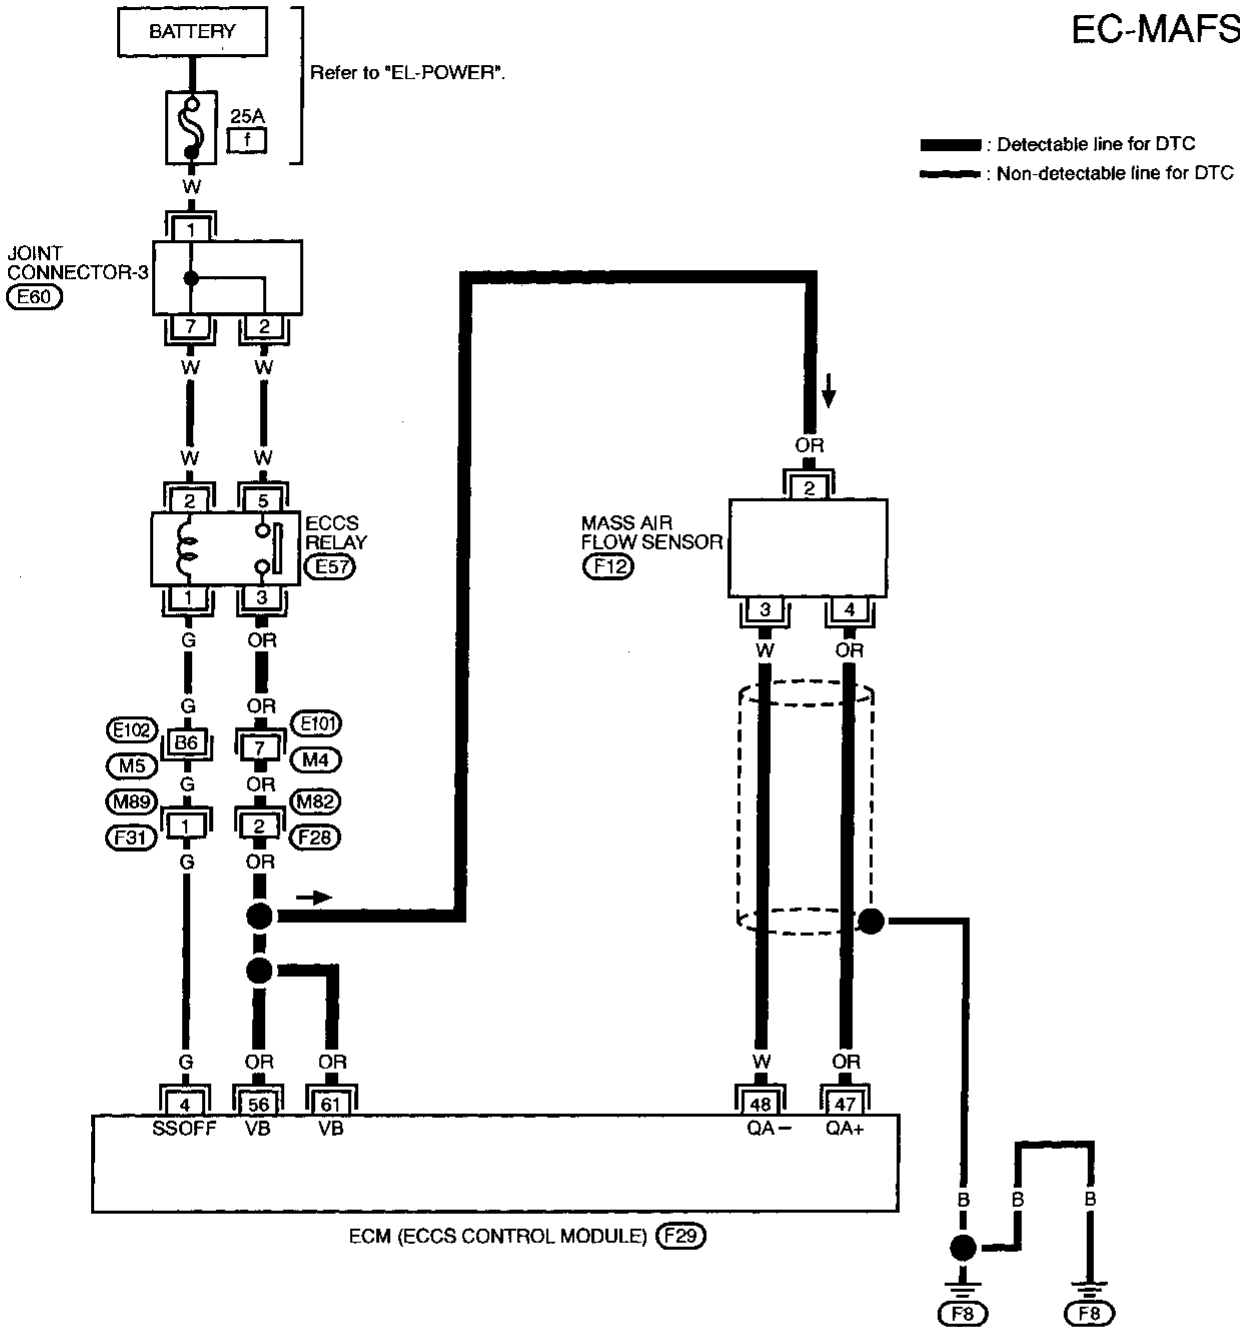 EC-MAFS
BATTERY
Refer to "EL-POWER".
25A
f
: Detectable line for DTC
: Non-detectable line for DTC
W
1
JOINT
CONNECTOR-3
E60
7 2
W W
W W
OR
2 5
2
ECCS
RELAY
E57
MASS AIR
FLOW SENSOR
F12
1 3
3 4
G OR
W OR
G OR
E102 B6 7 E101
M5 M4
G OR
M89 M82
1 2
F31 F28
G OR
G OR OR
W OR
4 56 61
48 47
SSOFF VB VB
QA− QA+
ECM (ECCS CONTROL MODULE) F29
B B B
F8 F8